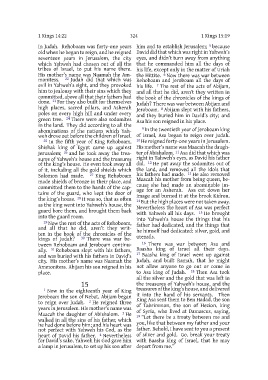 1 Kings 14:22
324
1 Kings 15:19
in Judah. Rehoboam was forty-one years
old when he began to reign, and he reigned
seventeen years in Jerusalem, the city
which Yahweh had chosen out of all the
tribes of Israel, to put his name there.
His mother's name was Naamah the Am-
monitess. 22 Judah did that which was
evil in Yahweh's sight, and they provoked
him to jealousy with their sins which they
committed, above all that their fathers had
done. 23 For they also built for themselves
high places, sacred pillars, and Asherah
poles on every high hill and under every
green tree. 24 There were also sodomites
in the land. They did according to all the
abominations of the nations which Yah-
weh drove out before the children of Israel.
25 In the fifth year of King Rehoboam,
Shishak king of Egypt came up against
Jerusalem; 26 and he took away the treas-
ures of Yahweh's house and the treasures
of the king's house. He even took away all
of it, including all the gold shields which
Solomon had made. 27 King Rehoboam
made shields of bronze in their place, and
committed them to the hands of the cap-
tains of the guard, who kept the door of
the king's house. 28 It was so, that as often
as the king went into Yahweh's house, the
guard bore them, and brought them back
into the guard room.
29 Now the rest of the acts of Rehoboam,
and all that he did, aren't they writ-
ten in the book of the chronicles of the
kings of Judah? 30 There was war be-
tween Rehoboam and Jeroboam continu-
ally. 31 Rehoboam slept with his fathers,
and was buried with his fathers in David's
city. His mother's name was Naamah the
Ammonitess. Abijam his son reigned in his
place.
15
1 Now in the eighteenth year of King
Jeroboam the son of Nebat, Abijam began
to reign over Judah. 2 He reigned three
years in Jerusalem. His mother's name was
Maacah the daughter of Abishalom. 3 He
walked in all the sins of his father, which
he had done before him; and his heart was
not perfect with Yahweh his God, as the
heart of David his father. 4 Nevertheless
for David's sake, Yahweh his God gave him
a lamp in Jerusalem, to set up his son after
him and to establish Jerusalem; 5 because
David did that which was right in Yahweh's
eyes, and didn't turn away from anything
that he commanded him all the days of
his life, except only in the matter of Uriah
the Hittite. 6 Now there was war between
Rehoboam and Jeroboam all the days of
his life. 7 The rest of the acts of Abijam,
and all that he did, aren't they written in
the book of the chronicles of the kings of
Judah? There was war between Abijam and
Jeroboam. 8 Abijam slept with his fathers,
and they buried him in David's city; and
Asa his son reigned in his place.
9 In the twentieth year of Jeroboam king
of Israel, Asa began to reign over Judah.
10 He reigned forty-one years in Jerusalem.
His mother's name was Maacah the daugh-
ter of Abishalom. 11 Asa did that which was
right in Yahweh's eyes, as David his father
did. 12 He put away the sodomites out of
the land, and removed all the idols that
his fathers had made. 13 He also removed
Maacah his mother from being queen, be-
cause she had made an abominable im-
age for an Asherah. Asa cut down her
image and burned it at the brook Kidron.
14 But the high places were not taken away.
Nevertheless the heart of Asa was perfect
with Yahweh all his days. 15 He brought
into Yahweh's house the things that his
father had dedicated, and the things that
he himself had dedicated: silver, gold, and
utensils.
16 There was war between Asa and
Baasha king of Israel all their days.
17 Baasha king of Israel went up against
Judah, and built Ramah, that he might
not allow anyone to go out or come in
to Asa king of Judah. 18 Then Asa took
all the silver and the gold that was left in
the treasures of Yahweh's house, and the
treasures of the king's house, and delivered
it into the hand of his servants. Then
King Asa sent them to Ben Hadad, the son
of Tabrimmon, the son of Hezion, king
of Syria, who lived at Damascus, saying,
19 "Let there be a treaty between me and
you, like that between my father and your
father. Behold, I have sent to you a present
of silver and gold. Go, break your treaty
with Baasha king of Israel, that he may
depart from me."